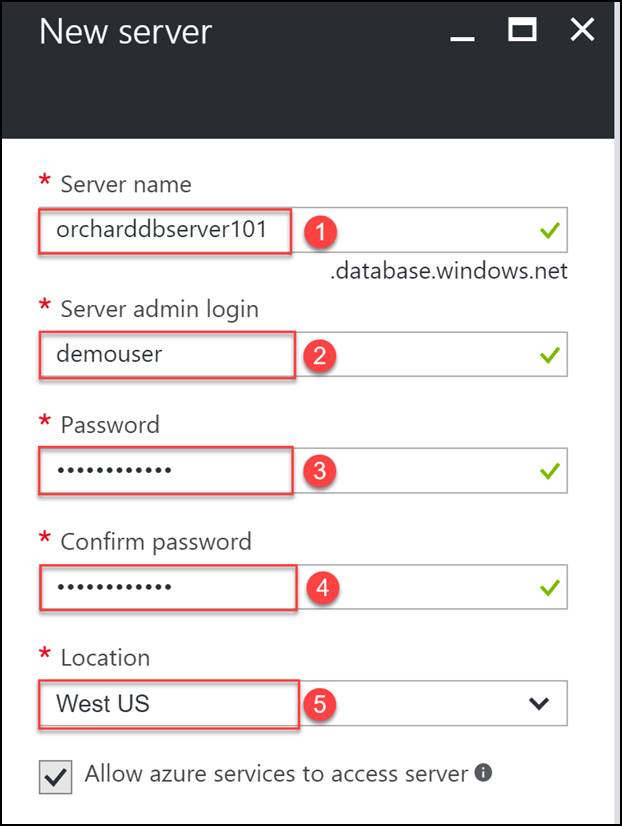 New server
* Server name
orcharddbserver101 1
.database.windows.net
* Server admin login
demouser 2
* Password
•••••••••••• 3
* Confirm password
•••••••••••• 4
* Location
West US 5
Allow azure services to access server